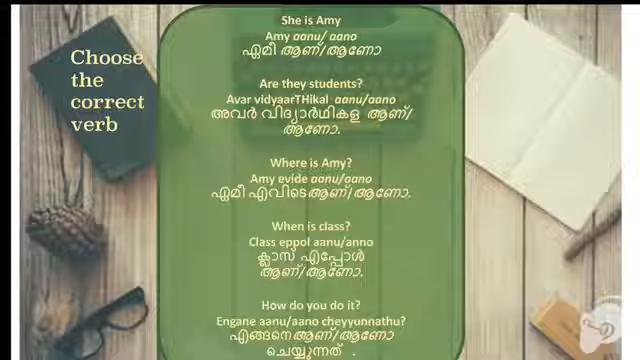 Choose
the
correct
verb
She is Amy
Amy aanu/ aano
ഏമീ ആണ്/ആണോ
Are they students?
Avar vidyaarTHikal aanu/aano
അവർ വിദ്യാർഥികള ആണ്/
ആണോ.
Where is Amy?
Amy evide aanu/aano
ഏമീ എവിടെആണ്/ആണോ.
When is class?
Class eppol aanu/anno
ക്ലാസ് എപ്പോൾ
ആണ്/ആണോ.
How do you do it?
Engane aanu/aano cheyyunnathu?
എങ്ങനെആണ്/ആണോ
ചെയ്യുന്നത് .